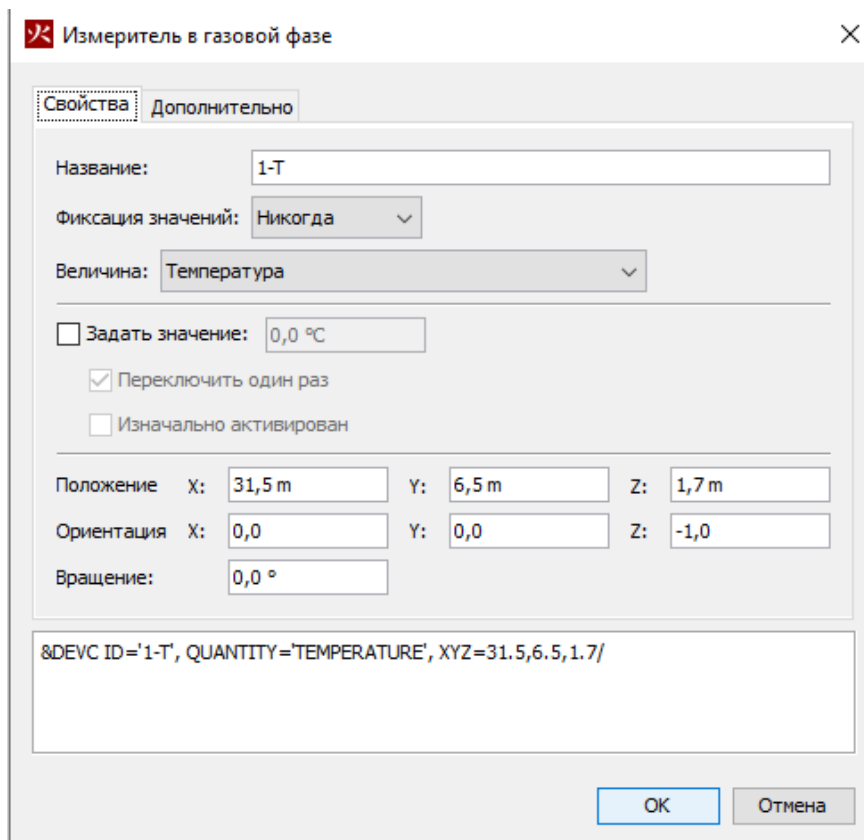 Измеритель в газовой фазе
Свойства Дополнительно
Название: 1-T
Фиксация значений: Никогда
Величина: Температура
Задать значение: 0,0 °C
Переключить один раз
Изначально активирован
Положение X: 31,5 m Y: 6,5 m Z: 1,7 m
Ориентация X: 0,0 Y: 0,0 Z: -1,0
Вращение: 0,0 °
&DEVC ID='1-T', QUANTITY='TEMPERATURE', XYZ=31.5,6.5,1.7/
OK Отмена